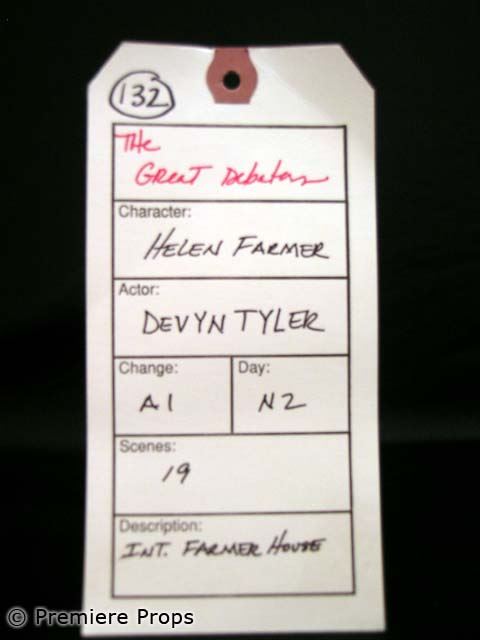 132
THE
GREAT DEBATERS
Character:
HELEN FARMER
Actor:
DEVYN TYLER
Change:
A1
Day:
N2
Scenes:
19
Description:
INT. FARMER HOUSE
© Premiere Props